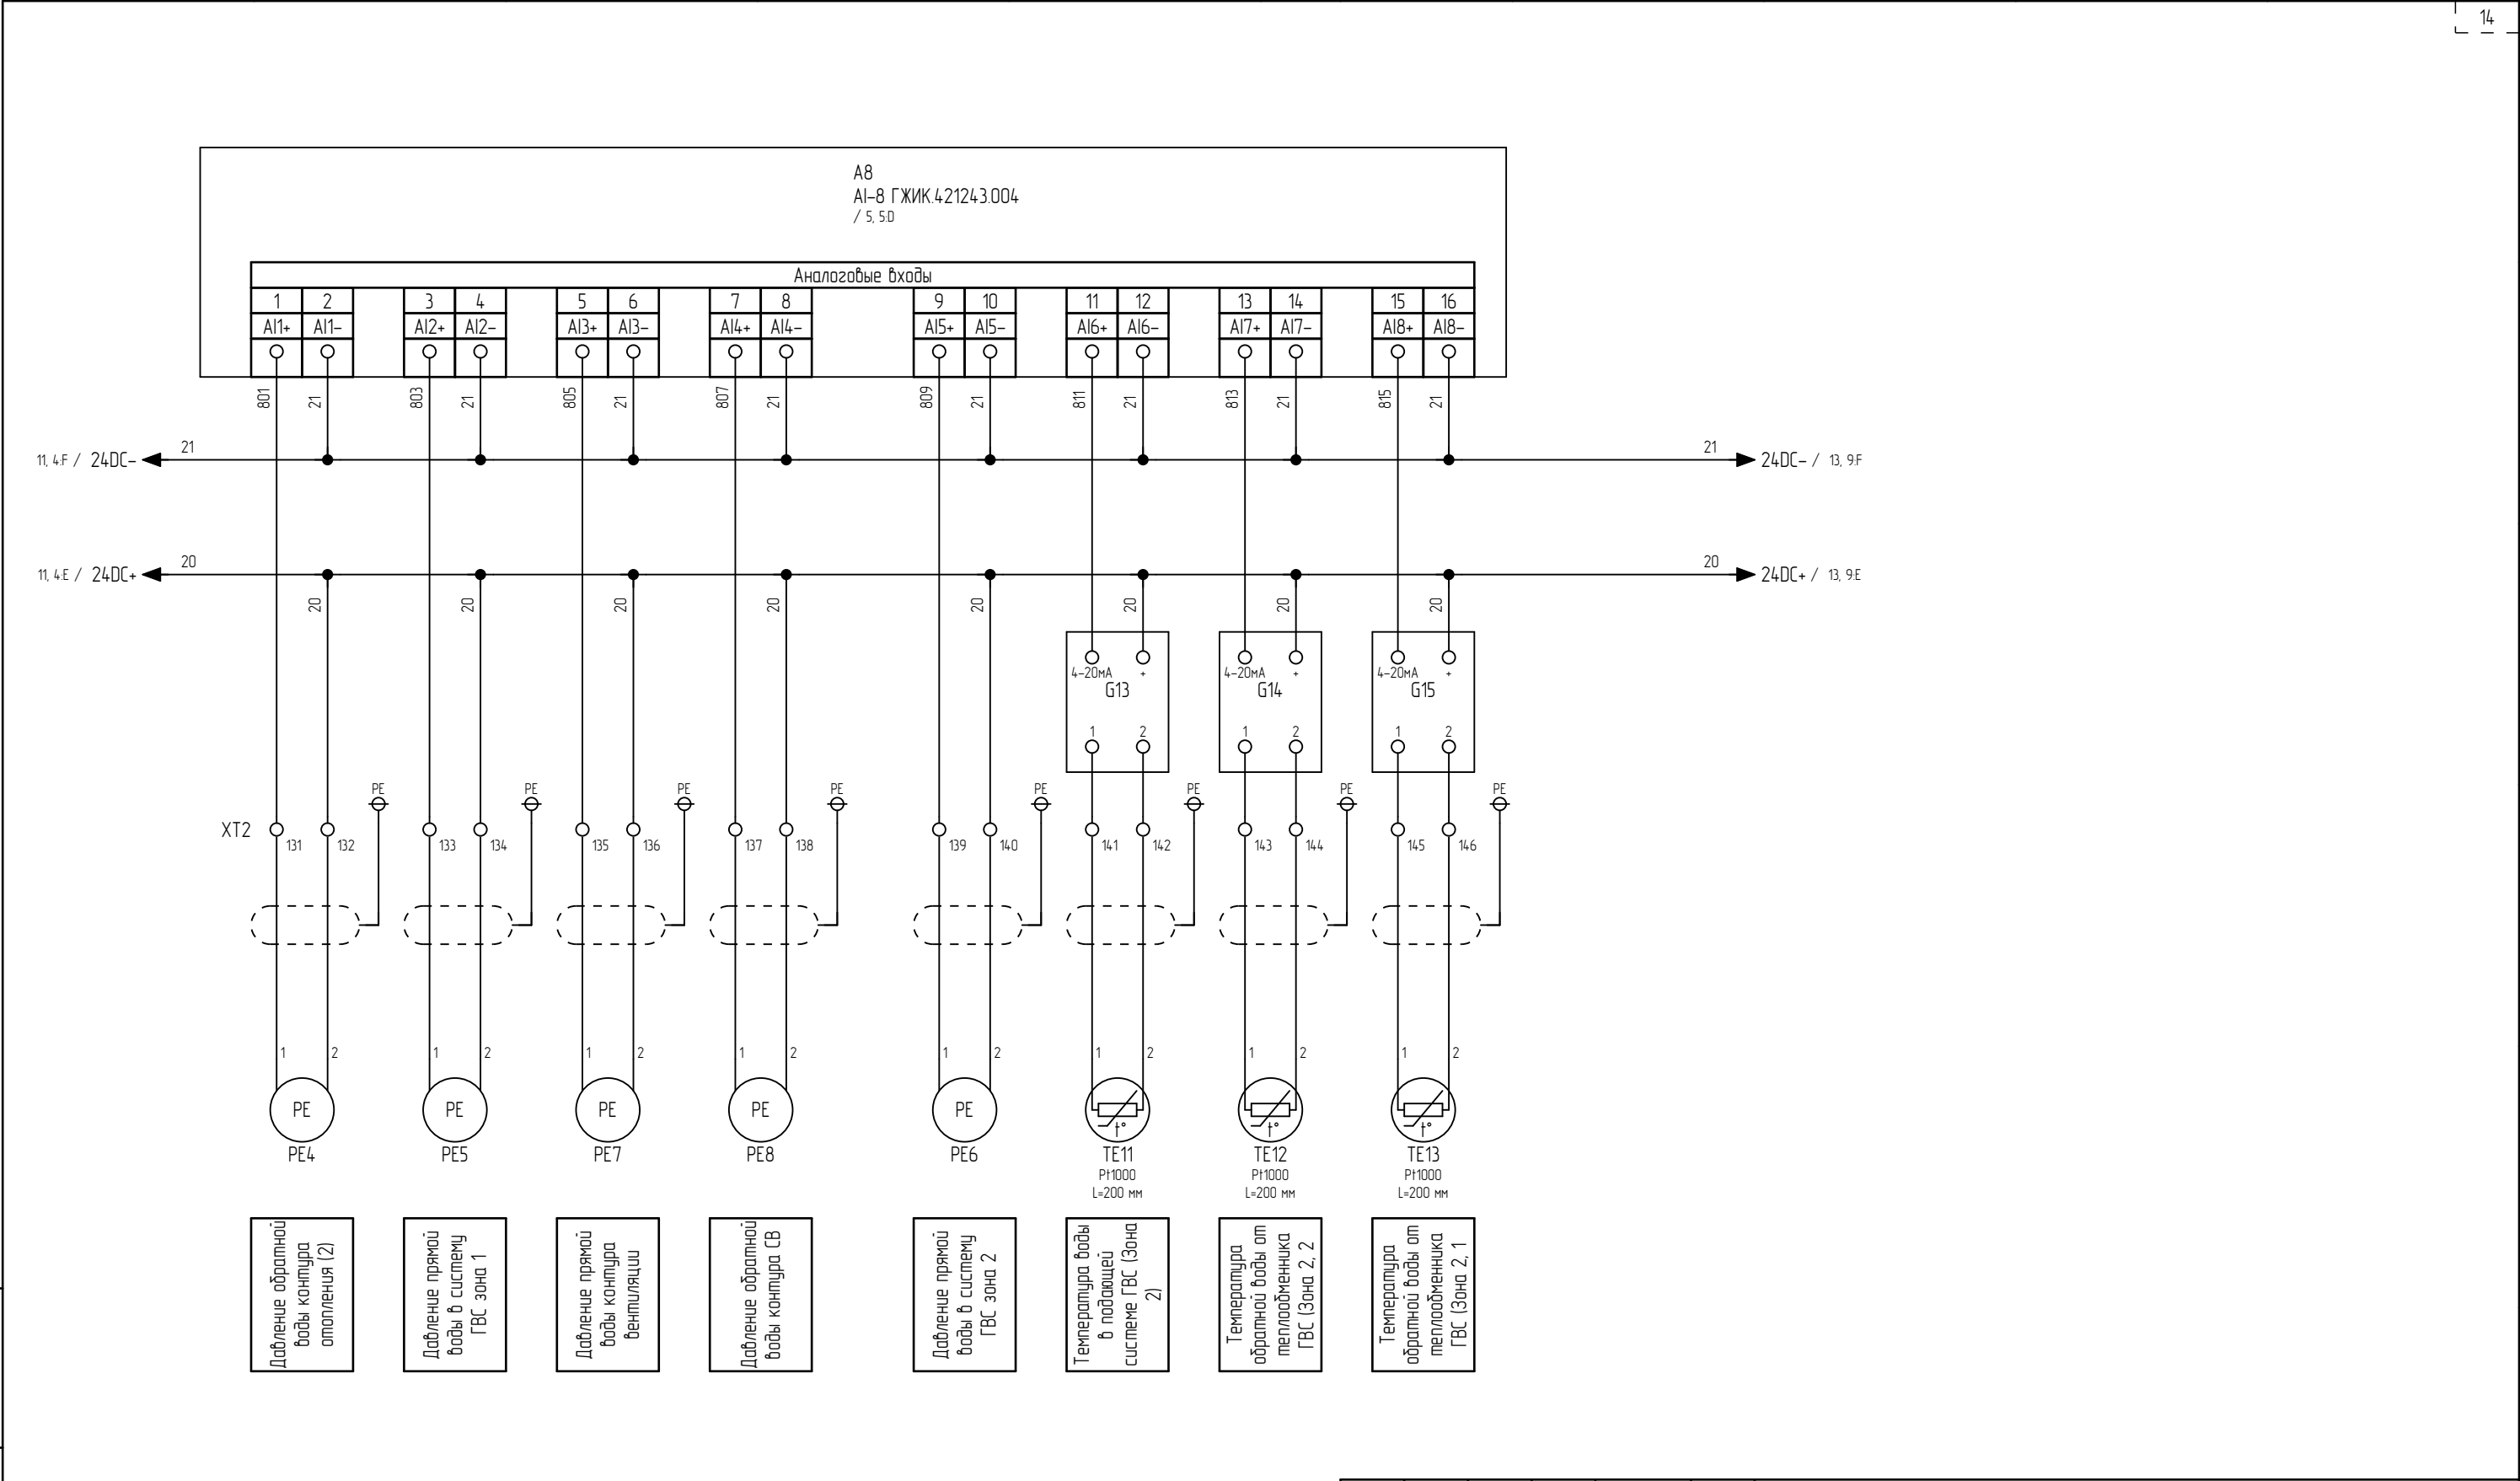 14
А8
AI-8 ГЖИК.421243.004
/ 5, 5:D
Аналоговые входы
1 2 3 4 5 6 7 8 9 10 11 12 13 14 15 16
AI1+ AI1- AI2+ AI2- AI3+ AI3- AI4+ AI4- AI5+ AI5- AI6+ AI6- AI7+ AI7- AI8+ AI8-
801 21 803 21 805 21 807 21 809 21 811 21 813 21 815 21
11, 4:F / 24DC- 21 21 24DC- / 13, 9:F
11, 4:E / 24DC+ 20 20 24DC+ / 13, 9:E
20 20 20 20 20 20 20 20
4-20мА + 4-20мА + 4-20мА +
G13 G14 G15
1 2 1 2 1 2
PE PE PE PE PE PE PE PE
XT2
131 132 133 134 135 136 137 138 139 140 141 142 143 144 145 146
1 2 1 2 1 2 1 2 1 2 1 2 1 2 1 2
PE PE PE PE PE
t° t° t°
PE4 PE5 PE7 PE8 PE6 TE11 TE12 TE13
Pt1000 Pt1000 Pt1000
L=200 мм L=200 мм L=200 мм
Давление обратной
воды контура
отопления (2)
Давление прямой
воды в систему
ГВС зона 1
Давление прямой
воды контура
вентиляции
Давление обратной
воды контура СВ
Давление прямой
воды в систему
ГВС зона 2
Температура воды
в подающей
системе ГВС (Зона
2)
Температура
обратной воды от
теплообменника
ГВС (Зона 2, 2
Температура
обратной воды от
теплообменника
ГВС (Зона 2, 1